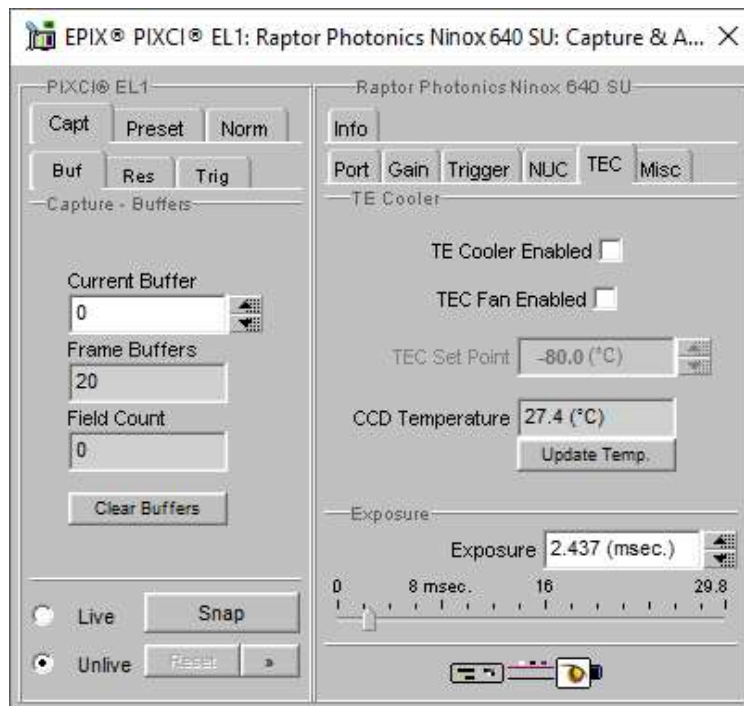 EPIX® PIXCI® EL1: Raptor Photonics Ninox 640 SU: Capture & A...
PIXCI® EL1
Capt Preset Norm
Buf Res Trig
Capture - Buffers
Current Buffer
0
Frame Buffers
20
Field Count
0
Clear Buffers
Live Snap
Unlive Reset »
Raptor Photonics Ninox 640 SU
Info
Port Gain Trigger NUC TEC Misc
TE Cooler
TE Cooler Enabled
TEC Fan Enabled
TEC Set Point -80.0 (°C)
CCD Temperature 27.4 (°C)
Update Temp.
Exposure
Exposure 2.437 (msec.)
0 8 msec. 16 29.8